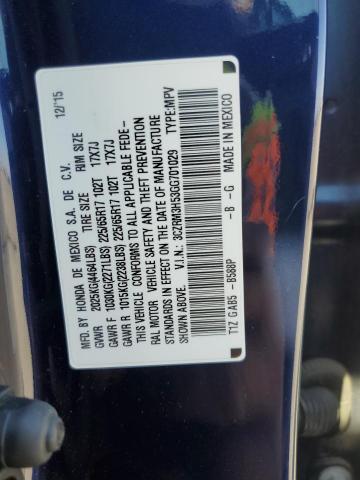 MFD. BY HONDA DE MEXICO S.A. DE C.V. 12/'15
GVWR 2025KG(4464LBS) TIRE SIZE RIM SIZE
GAWR F 1030KG(2271LBS) 225/65R17 102T 17X7J
GAWR R 1015KG(2238LBS) 225/65R17 102T 17X7J
THIS VEHICLE CONFORMS TO ALL APPLICABLE FEDE-
RAL MOTOR VEHICLE SAFETY AND THEFT PREVENTION
STANDARDS IN EFFECT ON THE DATE OF MANUFACTURE
SHOWN ABOVE. V.I.N.: 3CZRM3H53GG701029 TYPE:MPV
T1Z GAB5 -B588P -B -G MADE IN MEXICO